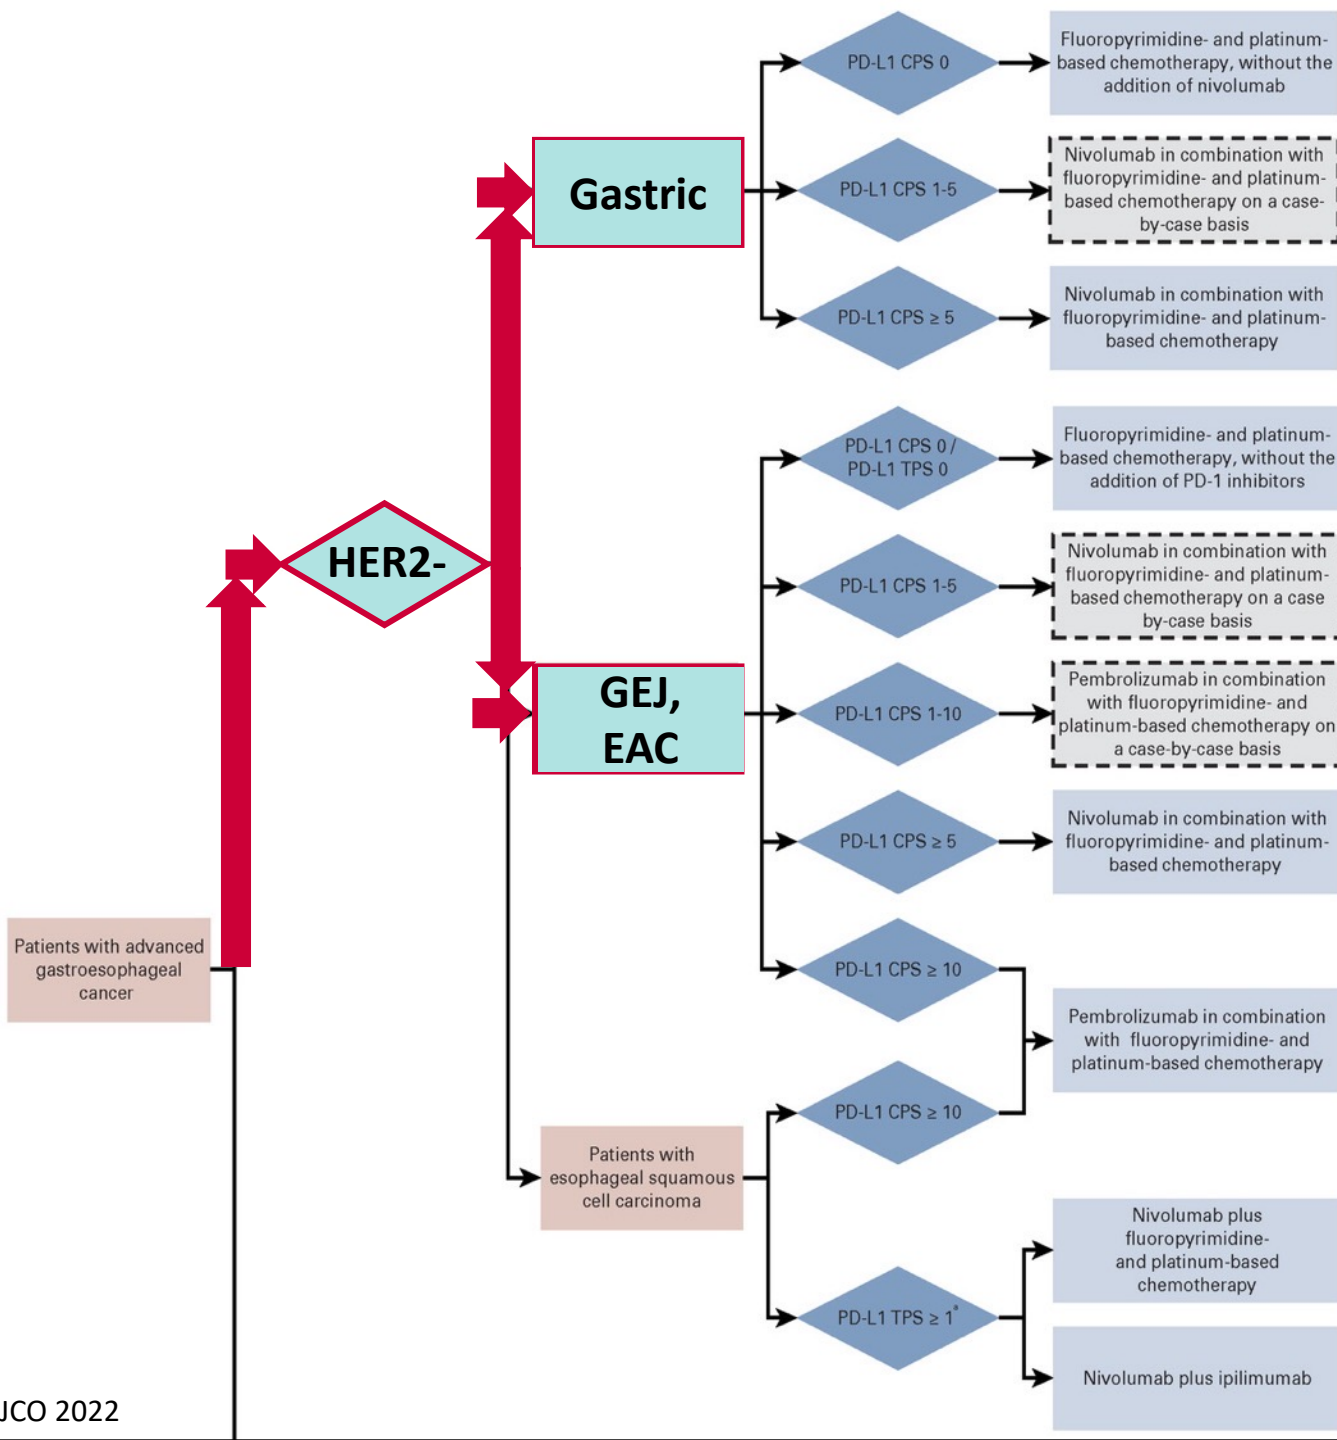 PD-L1 CPS 0
Fluoropyrimidine- and platinum-
based chemotherapy, without the
addition of nivolumab
Gastric
PD-L1 CPS 1-5
Nivolumab in combination with
fluoropyrimidine- and platinum-
based chemotherapy on a case-
by-case basis
PD-L1 CPS ≥ 5
Nivolumab in combination with
fluoropyrimidine- and platinum-
based chemotherapy
PD-L1 CPS 0 /
PD-L1 TPS 0
Fluoropyrimidine- and platinum-
based chemotherapy, without the
addition of PD-1 inhibitors
HER2-
PD-L1 CPS 1-5
Nivolumab in combination with
fluoropyrimidine- and platinum-
based chemotherapy on a case
by-case basis
GEJ,
EAC
PD-L1 CPS 1-10
Pembrolizumab in combination
with fluoropyrimidine- and
platinum-based chemotherapy on
a case-by-case basis
PD-L1 CPS ≥ 5
Nivolumab in combination with
fluoropyrimidine- and platinum-
based chemotherapy
Patients with advanced
gastroesophageal
cancer
PD-L1 CPS ≥ 10
Pembrolizumab in combination
with fluoropyrimidine- and
platinum-based chemotherapy
PD-L1 CPS ≥ 10
Patients with
esophageal squamous
cell carcinoma
Nivolumab plus
fluoropyrimidine-
and platinum-based
chemotherapy
PD-L1 TPS ≥ 1ª
Nivolumab plus ipilimumab
JCO 2022